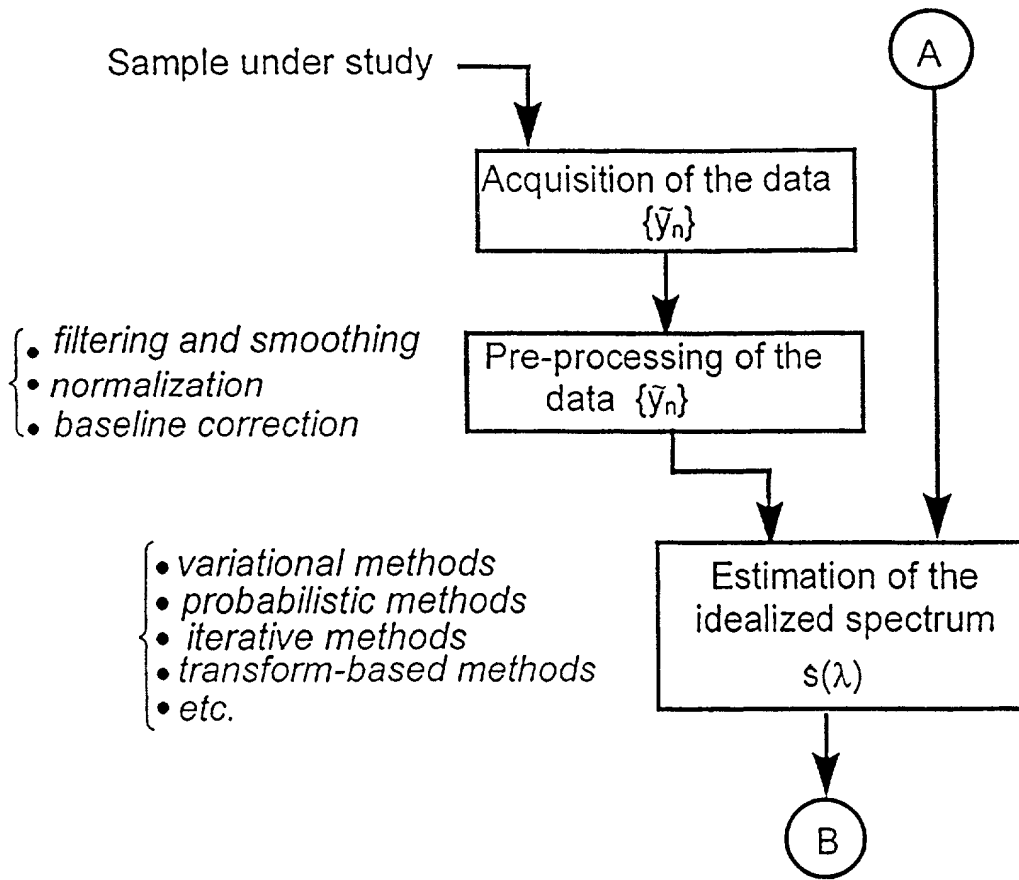 A
Sample under study
Acquisition of the data
{ỹn}
• filtering and smoothing
• normalization
• baseline correction
Pre-processing of the
data {ỹn}
• variational methods
• probabilistic methods
• iterative methods
• transform-based methods
• etc.
Estimation of the
idealized spectrum
ŝ(λ)
B